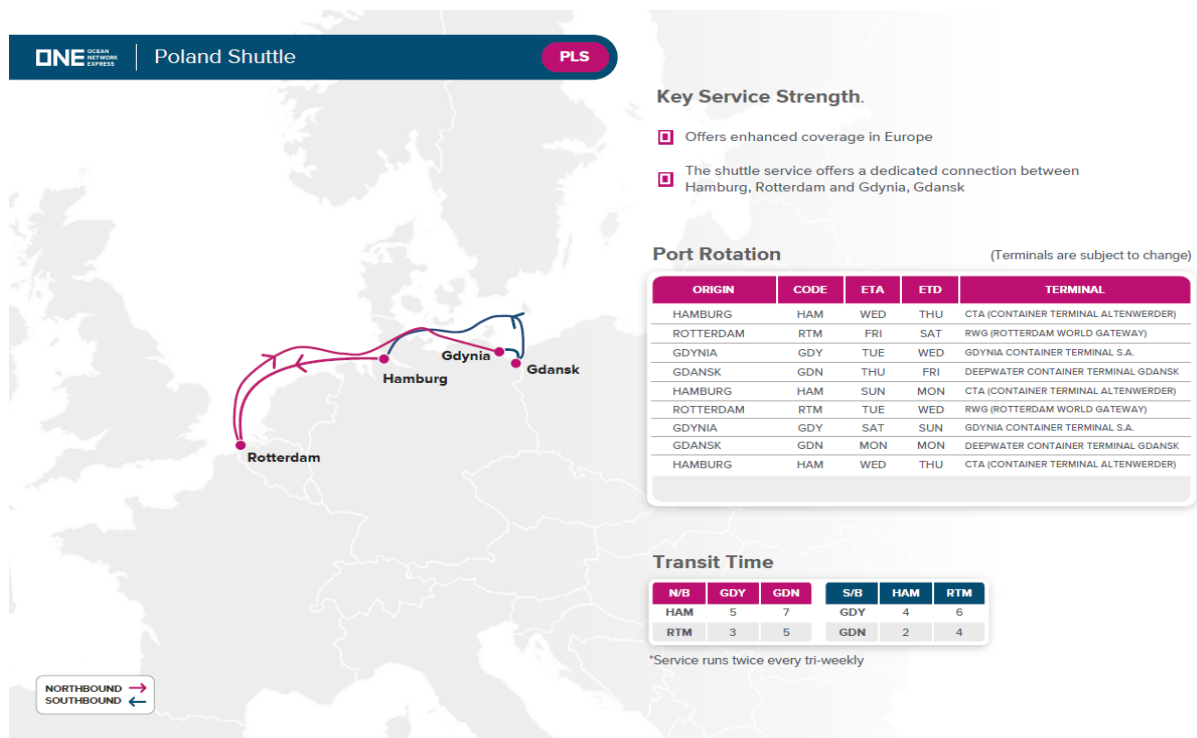 ONE OCEAN NETWORK EXPRESS
Poland Shuttle
PLS
Key Service Strength.
Offers enhanced coverage in Europe
The shuttle service offers a dedicated connection between
Hamburg, Rotterdam and Gdynia, Gdansk
Port Rotation
(Terminals are subject to change)
ORIGIN CODE ETA ETD TERMINAL
HAMBURG HAM WED THU CTA (CONTAINER TERMINAL ALTENWERDER)
ROTTERDAM RTM FRI SAT RWG (ROTTERDAM WORLD GATEWAY)
GDYNIA GDY TUE WED GDYNIA CONTAINER TERMINAL S.A.
GDANSK GDN THU FRI DEEPWATER CONTAINER TERMINAL GDANSK
HAMBURG HAM SUN MON CTA (CONTAINER TERMINAL ALTENWERDER)
ROTTERDAM RTM TUE WED RWG (ROTTERDAM WORLD GATEWAY)
GDYNIA GDY SAT SUN GDYNIA CONTAINER TERMINAL S.A.
GDANSK GDN MON MON DEEPWATER CONTAINER TERMINAL GDANSK
HAMBURG HAM WED THU CTA (CONTAINER TERMINAL ALTENWERDER)
Gdynia
Gdansk
Hamburg
Rotterdam
Transit Time
N/B GDY GDN S/B HAM RTM
HAM 5 7 GDY 4 6
RTM 3 5 GDN 2 4
*Service runs twice every tri-weekly
NORTHBOUND
SOUTHBOUND